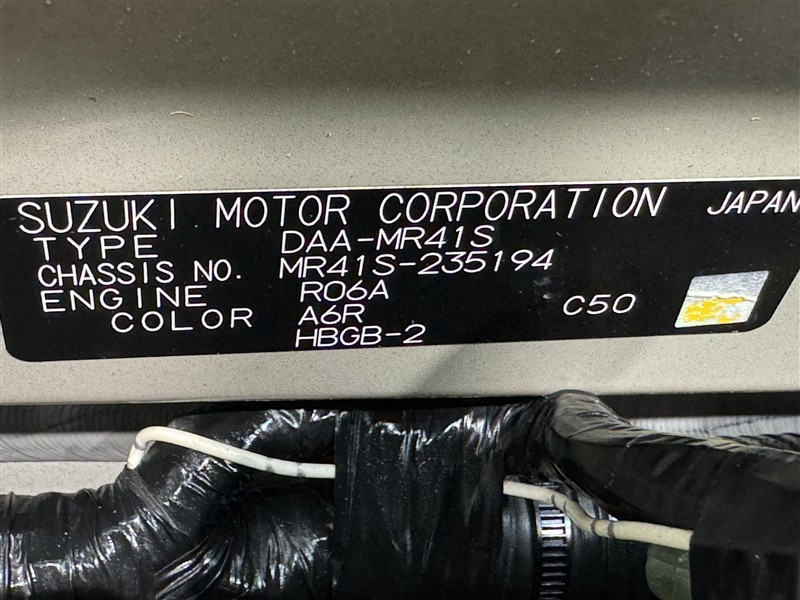 SUZUKI MOTOR CORPORATION JAPAN
TYPE DAA-MR41S
CHASSIS NO. MR41S-235194
ENGINE R06A
COLOR A6R C50
HBGB-2